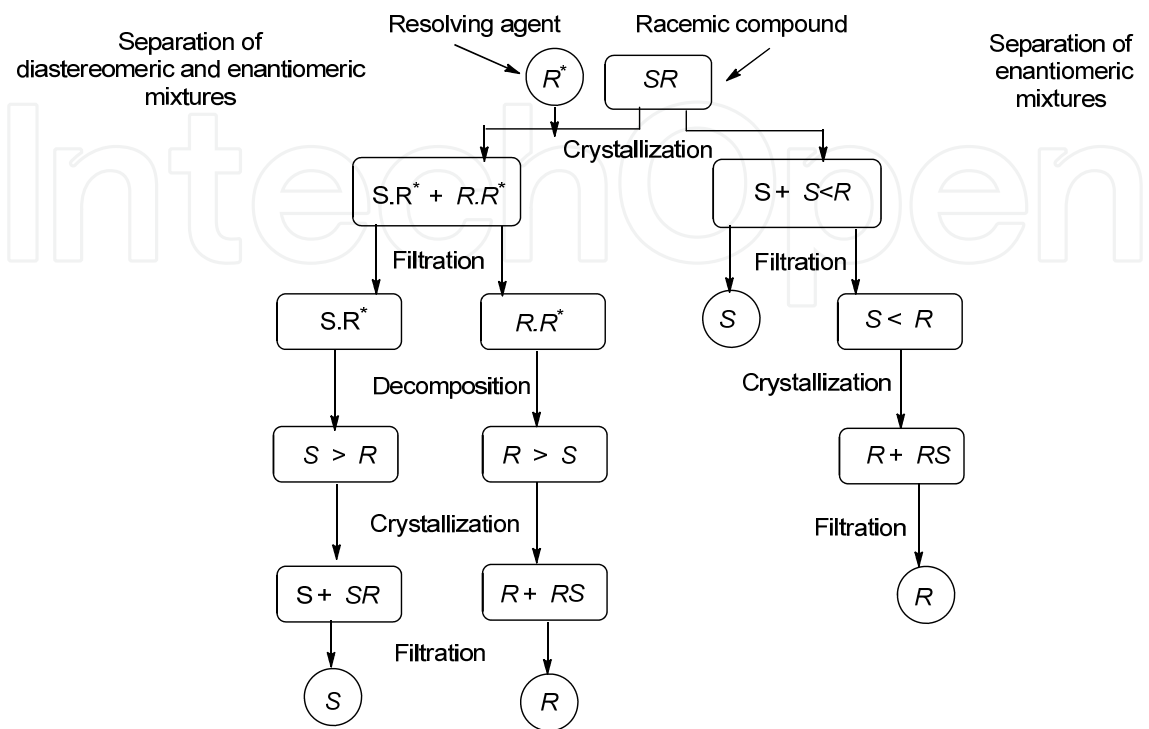 Separation of
diastereomeric and enantiomeric
mixtures
Resolving agent
Racemic compound
Separation of
enantiomeric
mixtures
R*
SR
IntechOpen
Crystallization
S.R* + R.R*
S + S<R
Filtration
Filtration
S.R*
R.R*
S
S < R
Decomposition
Crystallization
S > R
R > S
R + RS
Crystallization
Filtration
S + SR
R + RS
R
Filtration
S
R